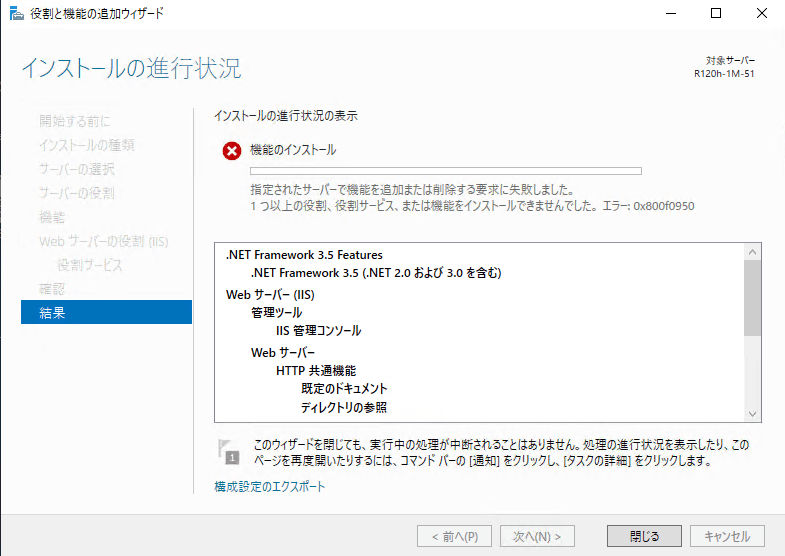 役割と機能の追加ウィザード
インストールの進行状況
対象サーバー
R120h-1M-51
開始する前に
インストールの種類
サーバーの選択
サーバーの役割
機能
Web サーバーの役割 (IIS)
役割サービス
確認
結果
インストールの進行状況の表示
機能のインストール
指定されたサーバーで機能を追加または削除する要求に失敗しました。
1 つ以上の役割、役割サービス、または機能をインストールできませんでした。 エラー: 0x800f0950
.NET Framework 3.5 Features
.NET Framework 3.5 (.NET 2.0 および 3.0 を含む)
Web サーバー (IIS)
管理ツール
IIS 管理コンソール
Web サーバー
HTTP 共通機能
既定のドキュメント
ディレクトリの参照
1
このウィザードを閉じても、実行中の処理が中断されることはありません。処理の進行状況を表示したり、この
ページを再度開いたりするには、コマンド バーの [通知] をクリックし、[タスクの詳細] をクリックします。
構成設定のエクスポート
< 前へ(P)
次へ(N) >
閉じる
キャンセル